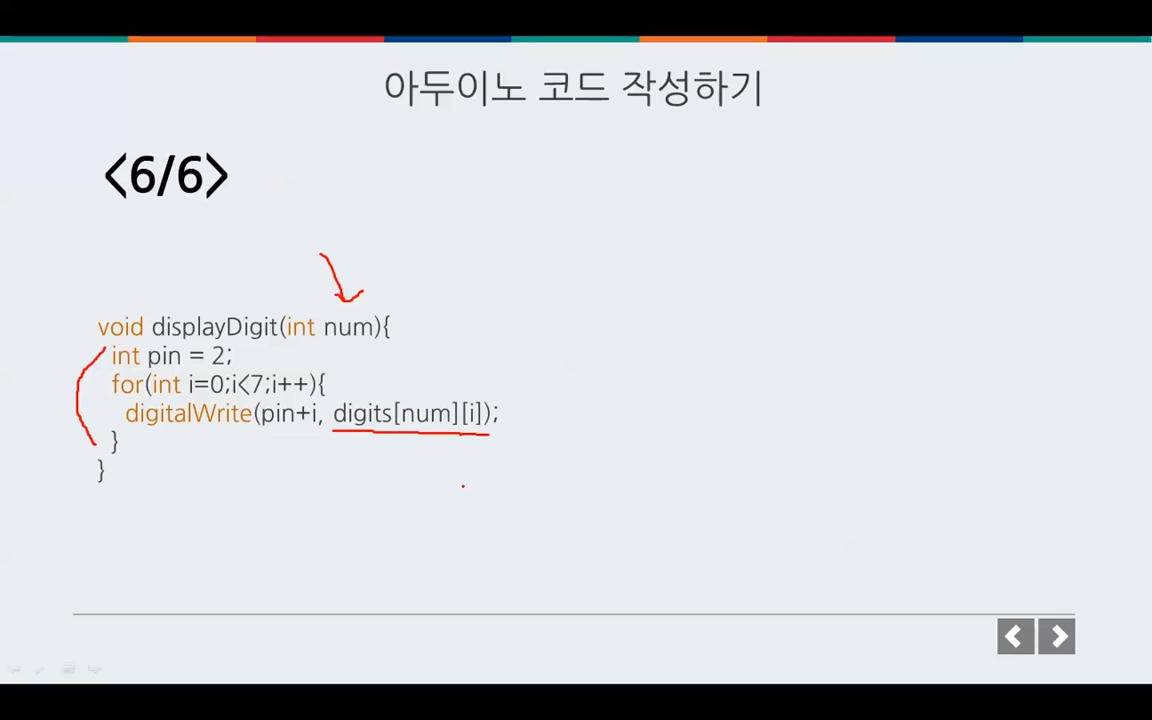 아두이노 코드 작성하기
<6/6>
void displayDigit(int num){
int pin = 2;
for(int i=0;i<7;i++){
digitalWrite(pin+i, digits[num][i]);
}
}